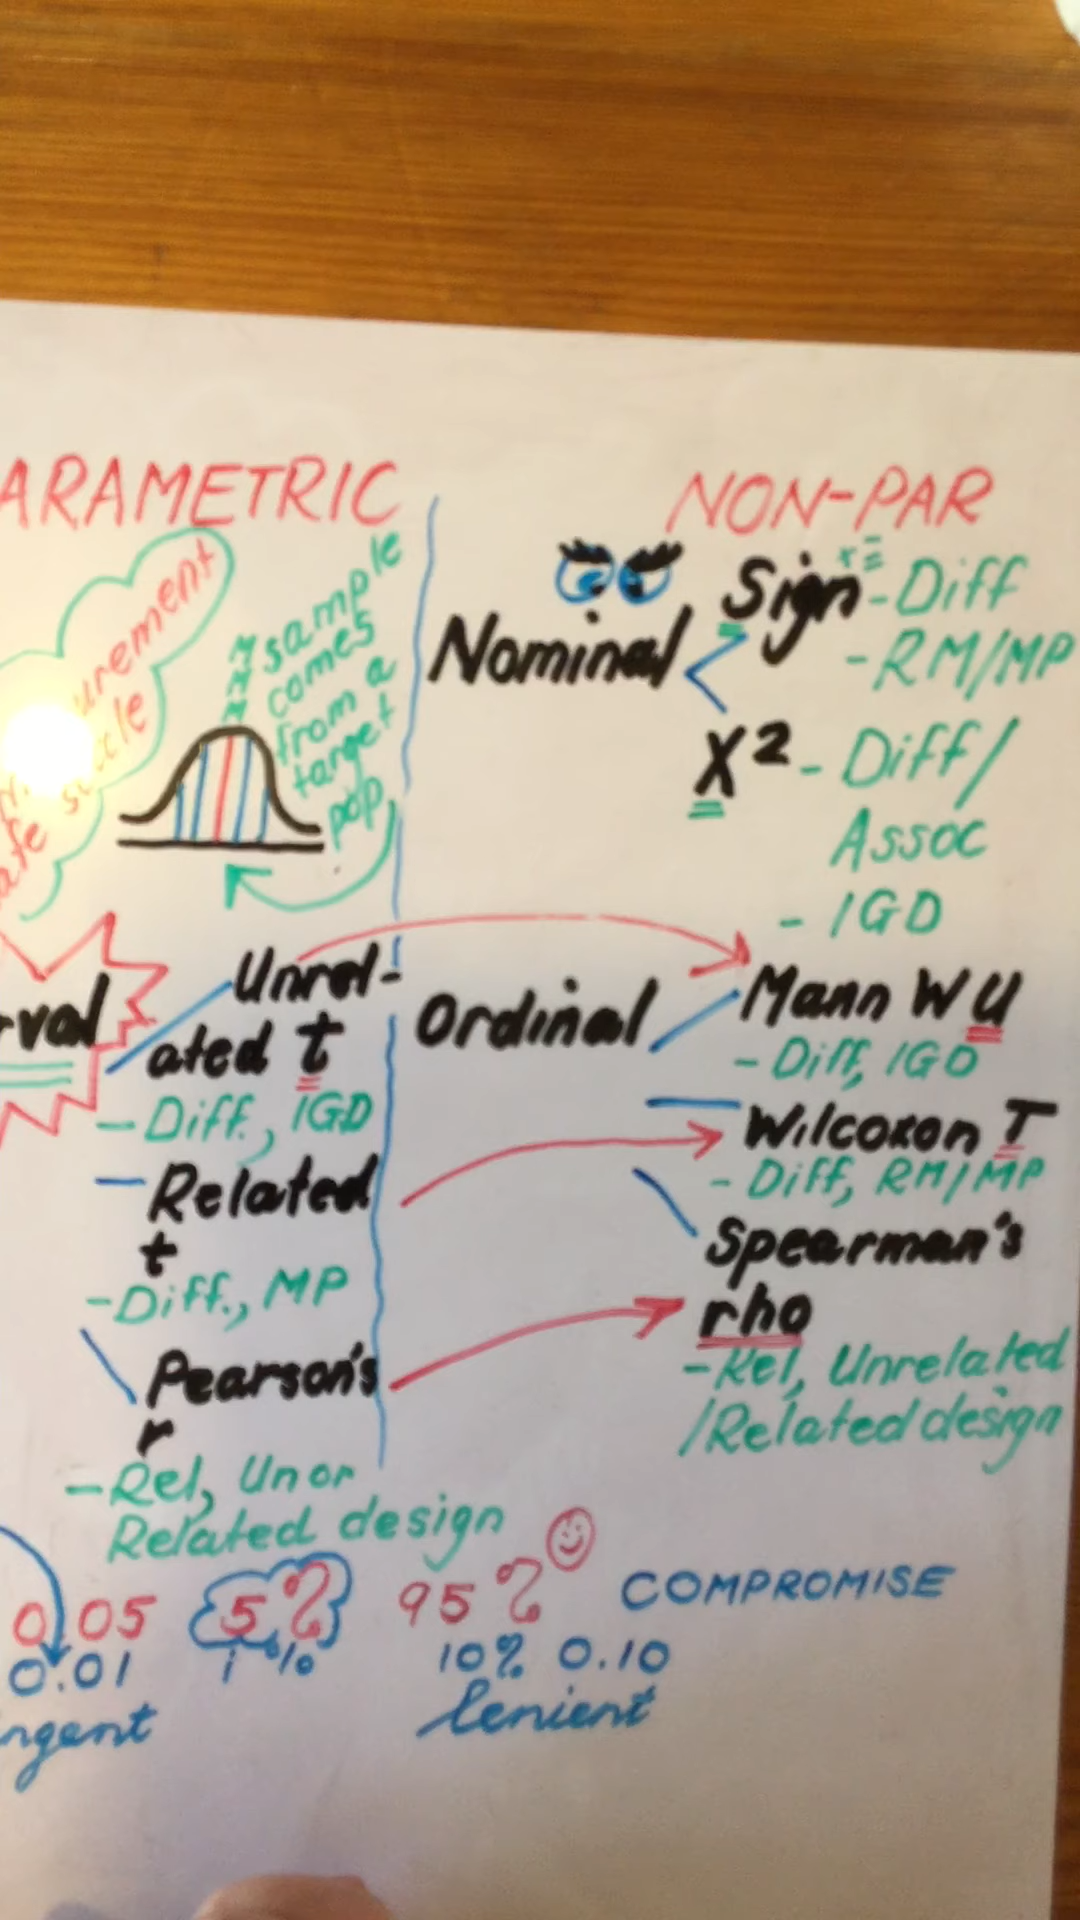 ARAMETRIC
urement
sample
comes
from a
target
pop
Unrel-
ated t
- Diff., IGD
- Related
t
- Diff., MP
Pearson's
r
- Rel, Un or
Related design
NON-PAR
Nominal
Sign - Diff
- RM/MP
X² - Diff/
Assoc
- IGD
Ordinal
Mann W U
- Diff, IGD
Wilcoxon T
- Diff, RM/MP
Spearman's
rho
- Rel, Unrelated
/Related design
0.05 5% 95% COMPROMISE
0.01 1% 10% 0.10
ngent lenient